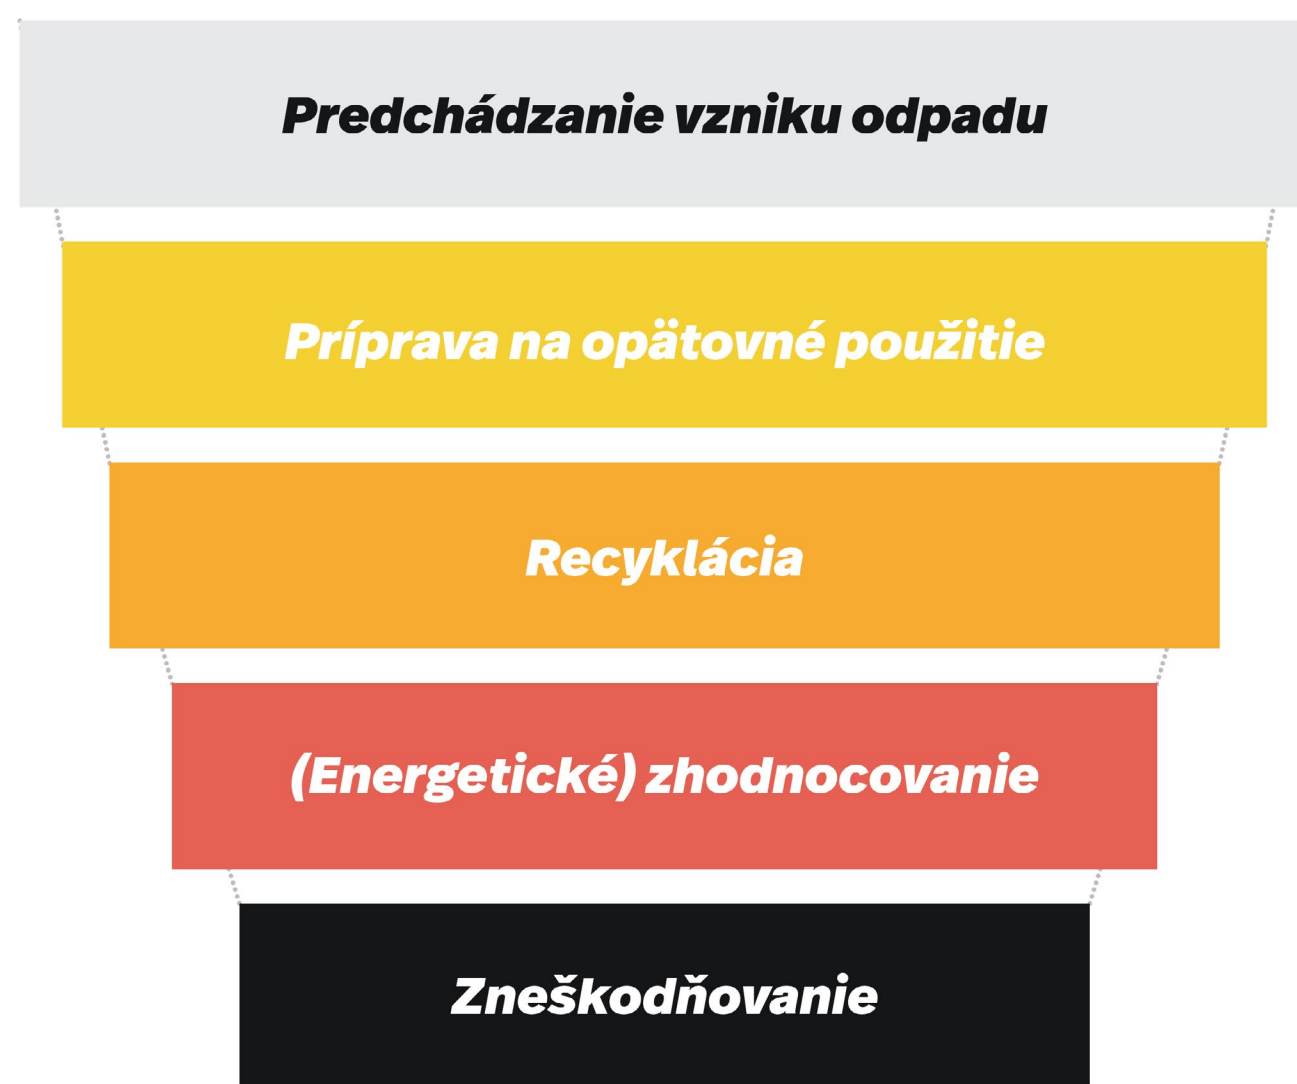 Predchádzanie vzniku odpadu
Príprava na opätovné použitie
Recyklácia
(Energetické) zhodnocovanie
Zneškodňovanie